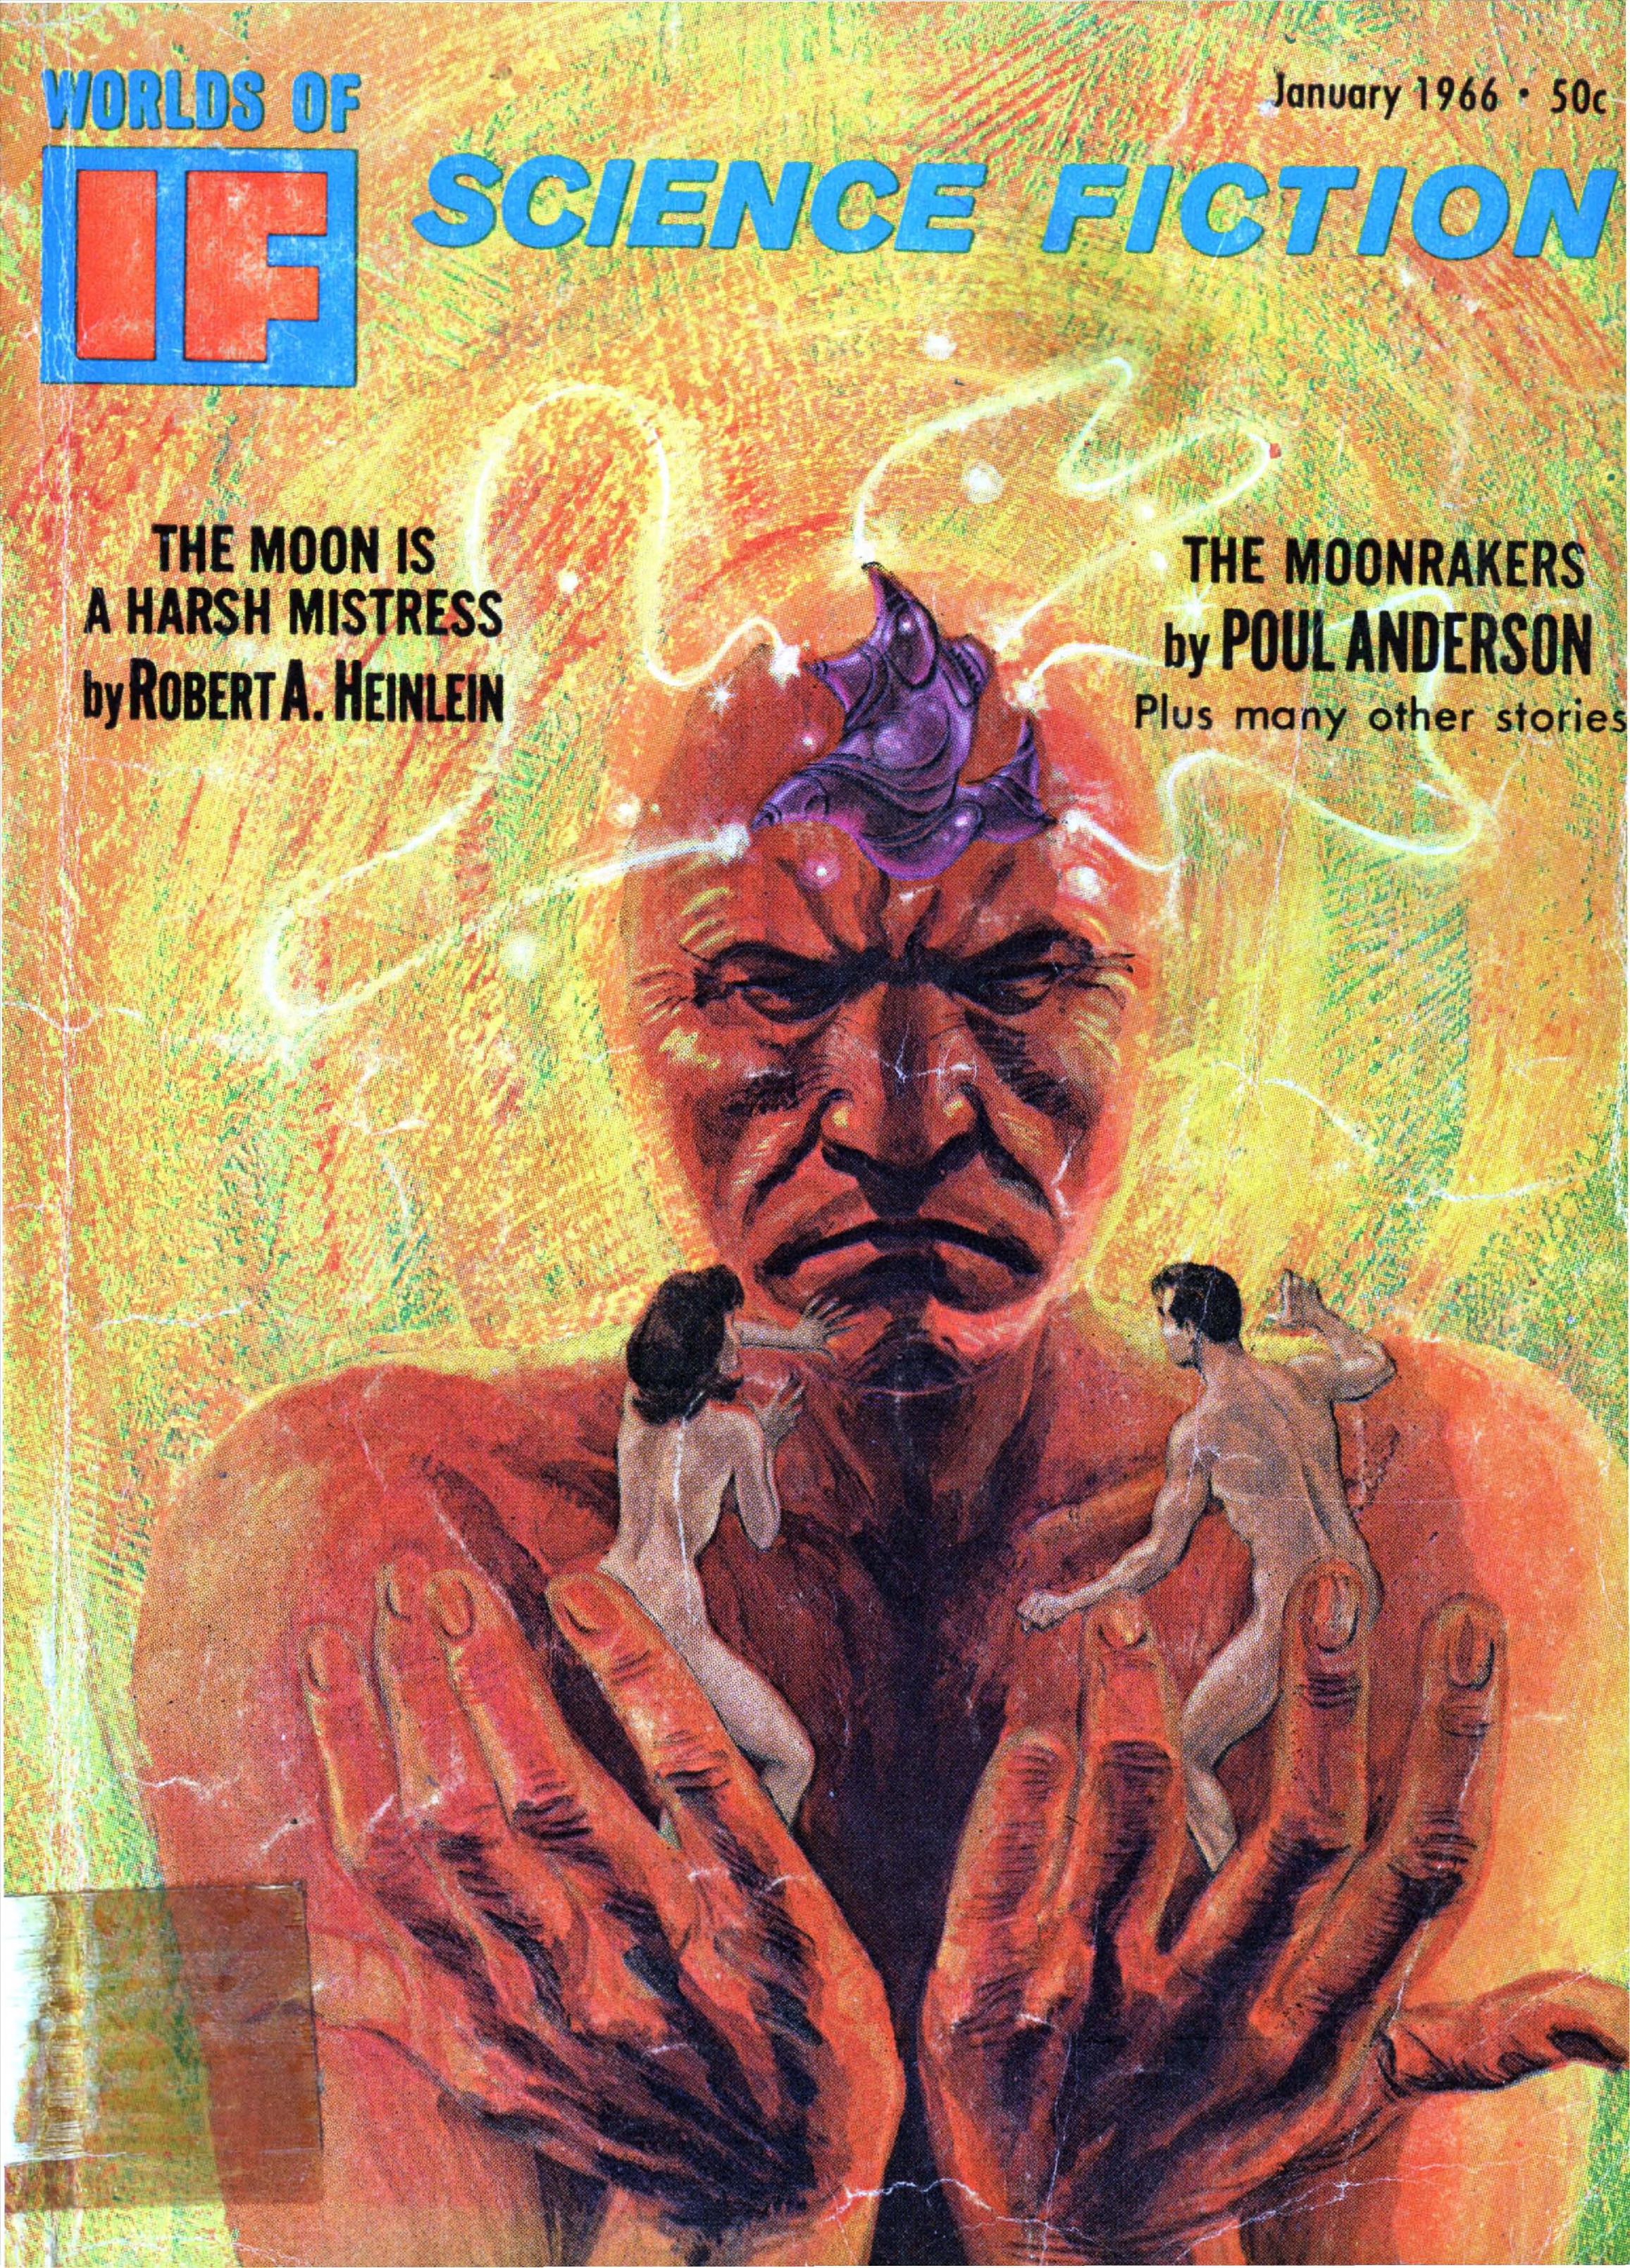 WORLDS OF
IF
SCIENCE FICTION
January 1966 • 50c
THE MOON IS
A HARSH MISTRESS
by ROBERT A. HEINLEIN
THE MOONRAKERS
by POUL ANDERSON
Plus many other stories